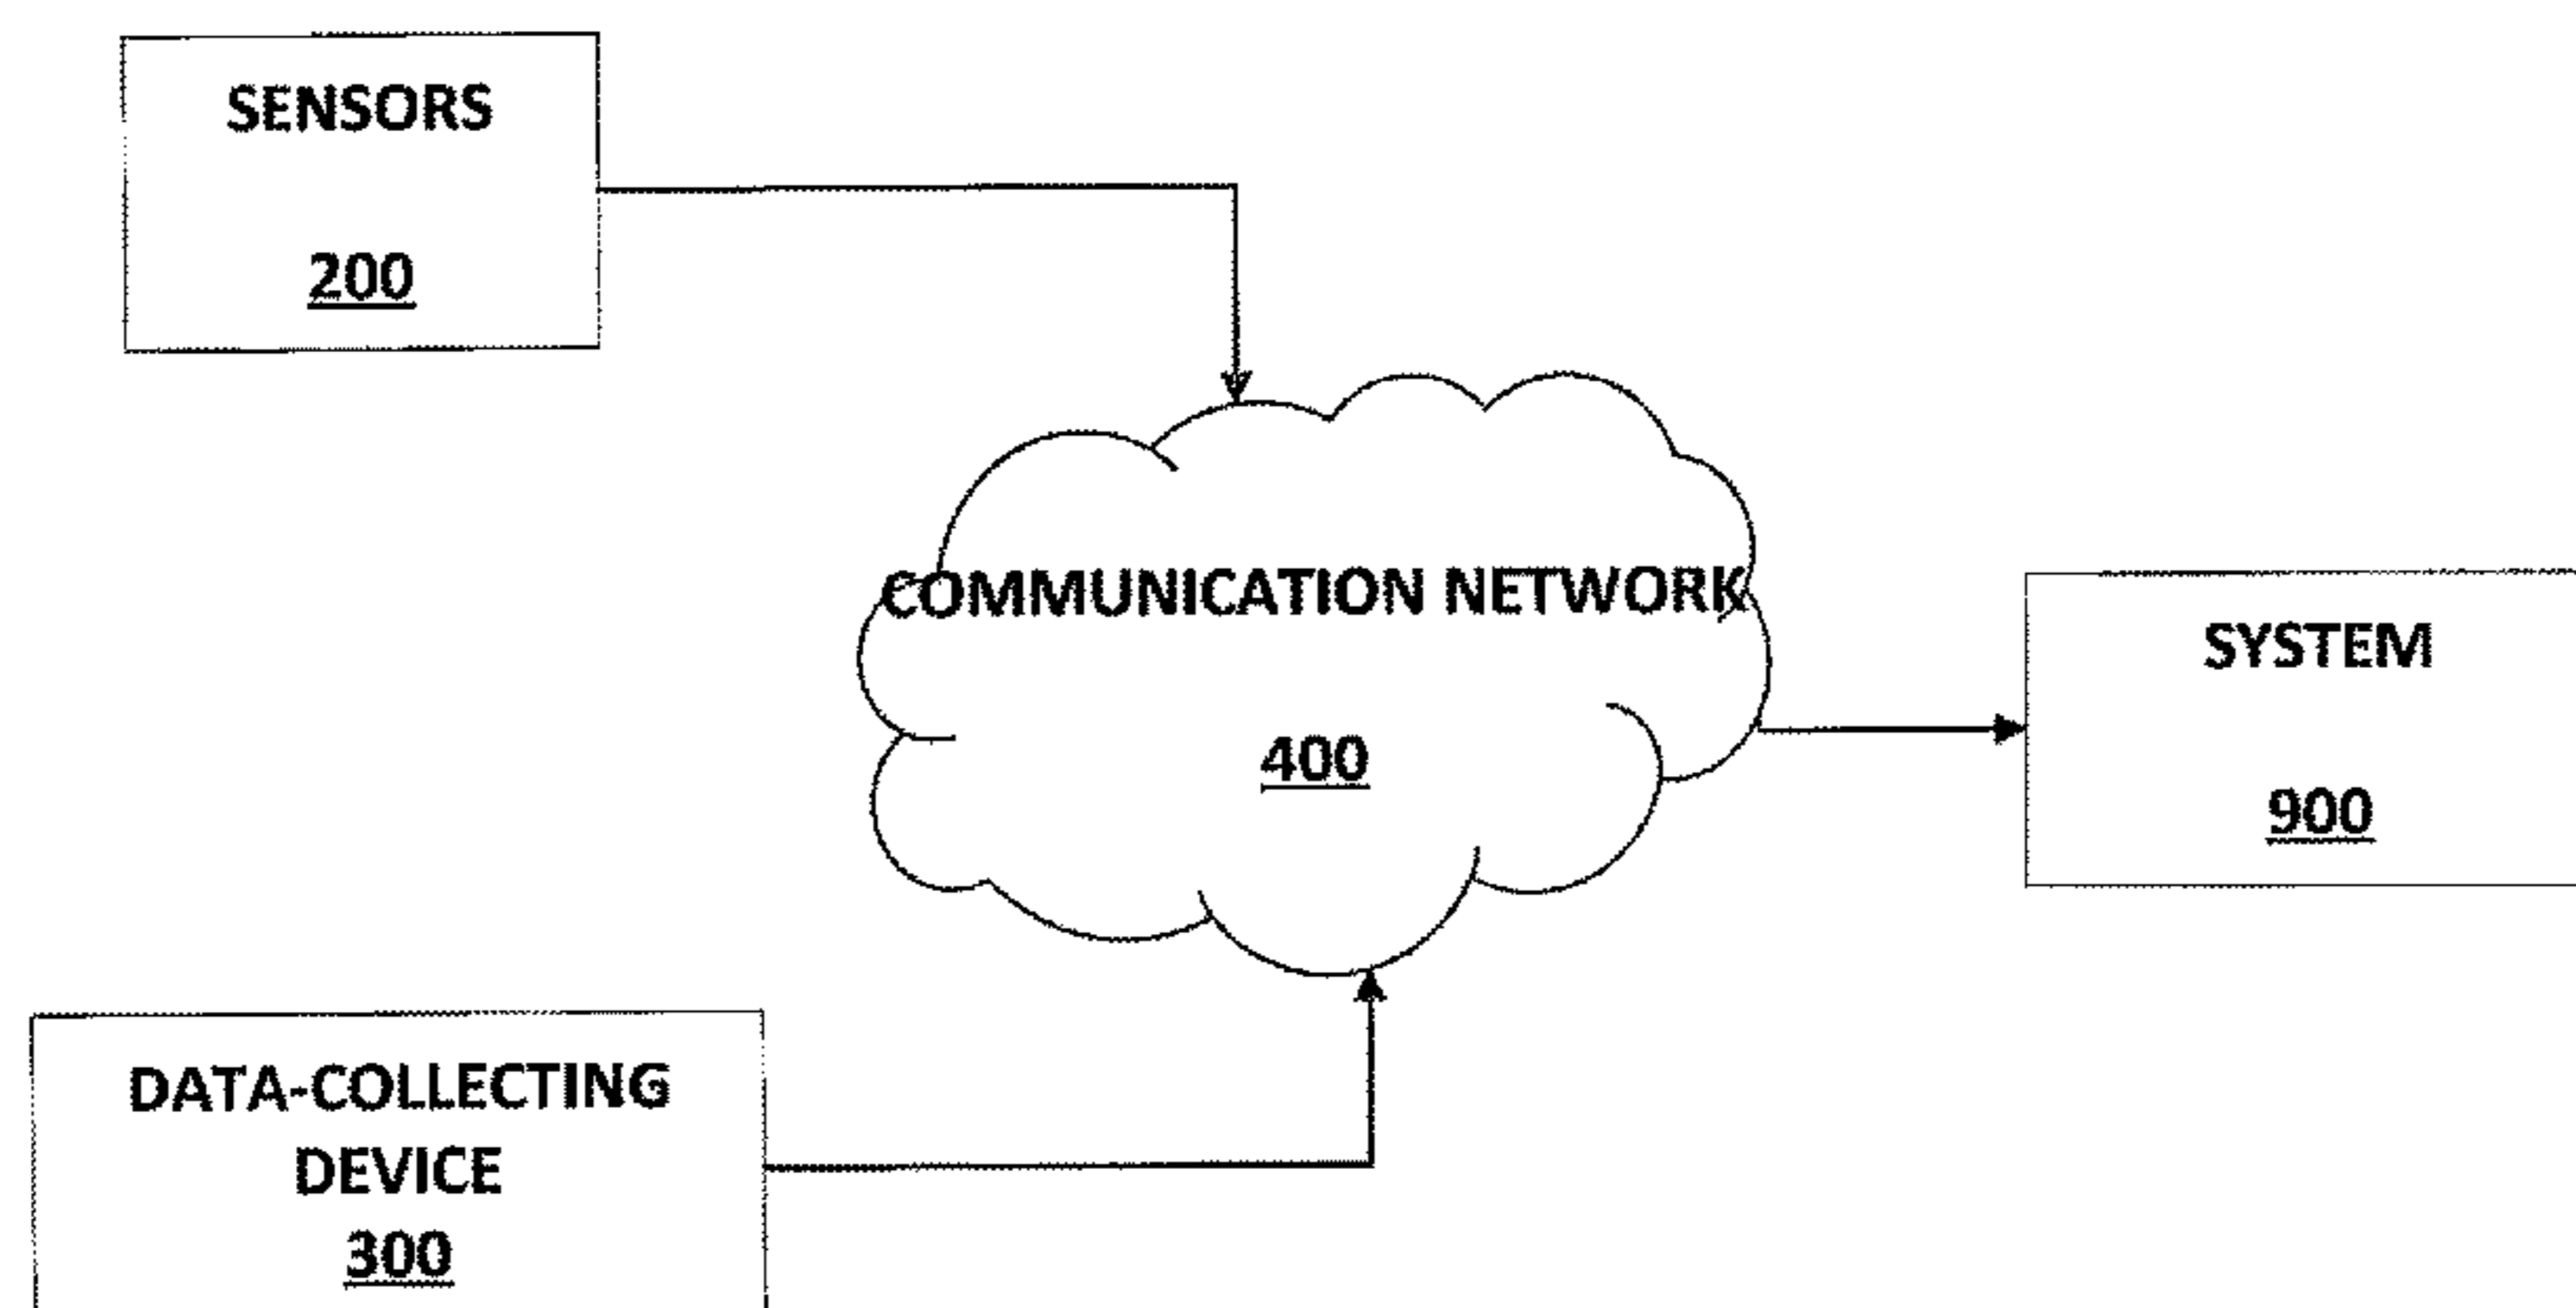 SENSORS
200
COMMUNICATION NETWORK
400
SYSTEM
900
DATA-COLLECTING
DEVICE
300